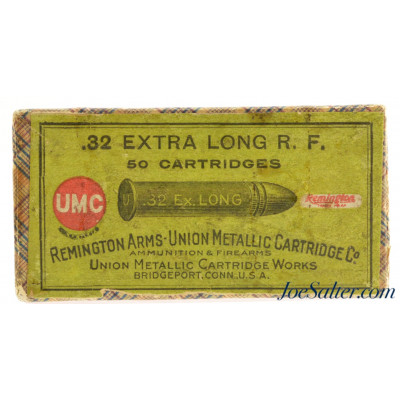 .32 EXTRA LONG R. F.
50 CARTRIDGES
UMC
U .32 EX. LONG
Remington
REMINGTON ARMS-UNION METALLIC CARTRIDGE CO.
AMMUNITION & FIREARMS
UNION METALLIC CARTRIDGE WORKS
BRIDGEPORT, CONN. U.S.A.
JoeSalter.com